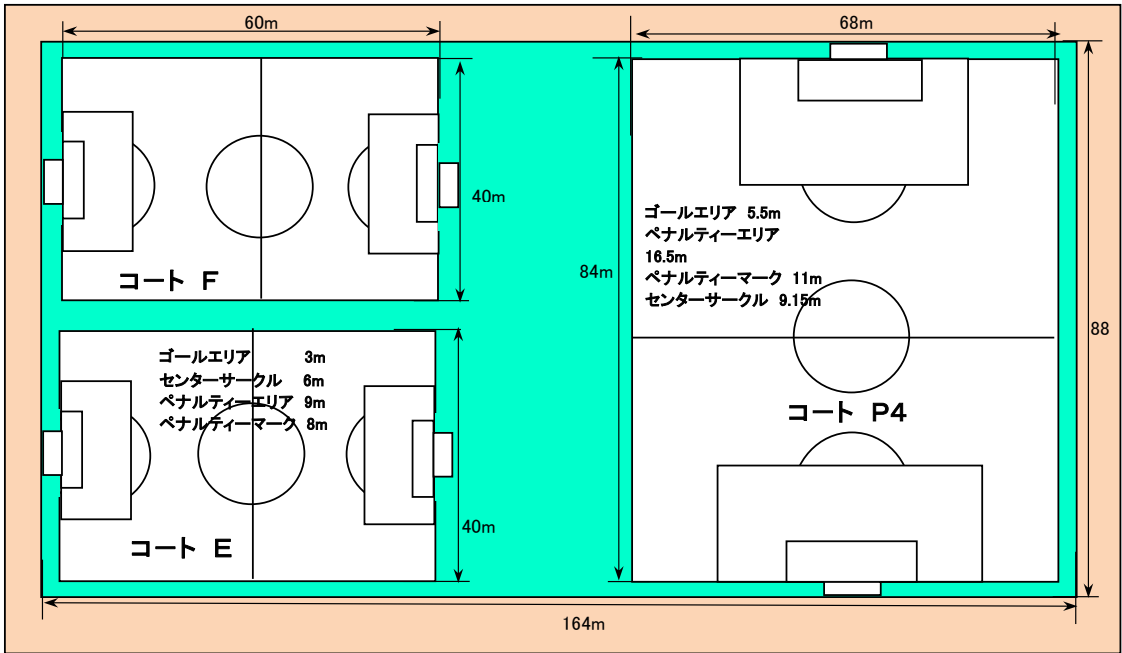 60m
68m
40m
コート F
ゴールエリア 5.5m
ペナルティーエリア
16.5m
ペナルティーマーク 11m
センターサークル 9.15m
84m
88
ゴールエリア 3m
センターサークル 6m
ペナルティーエリア 9m
ペナルティーマーク 8m
コート P4
コート E
40m
164m